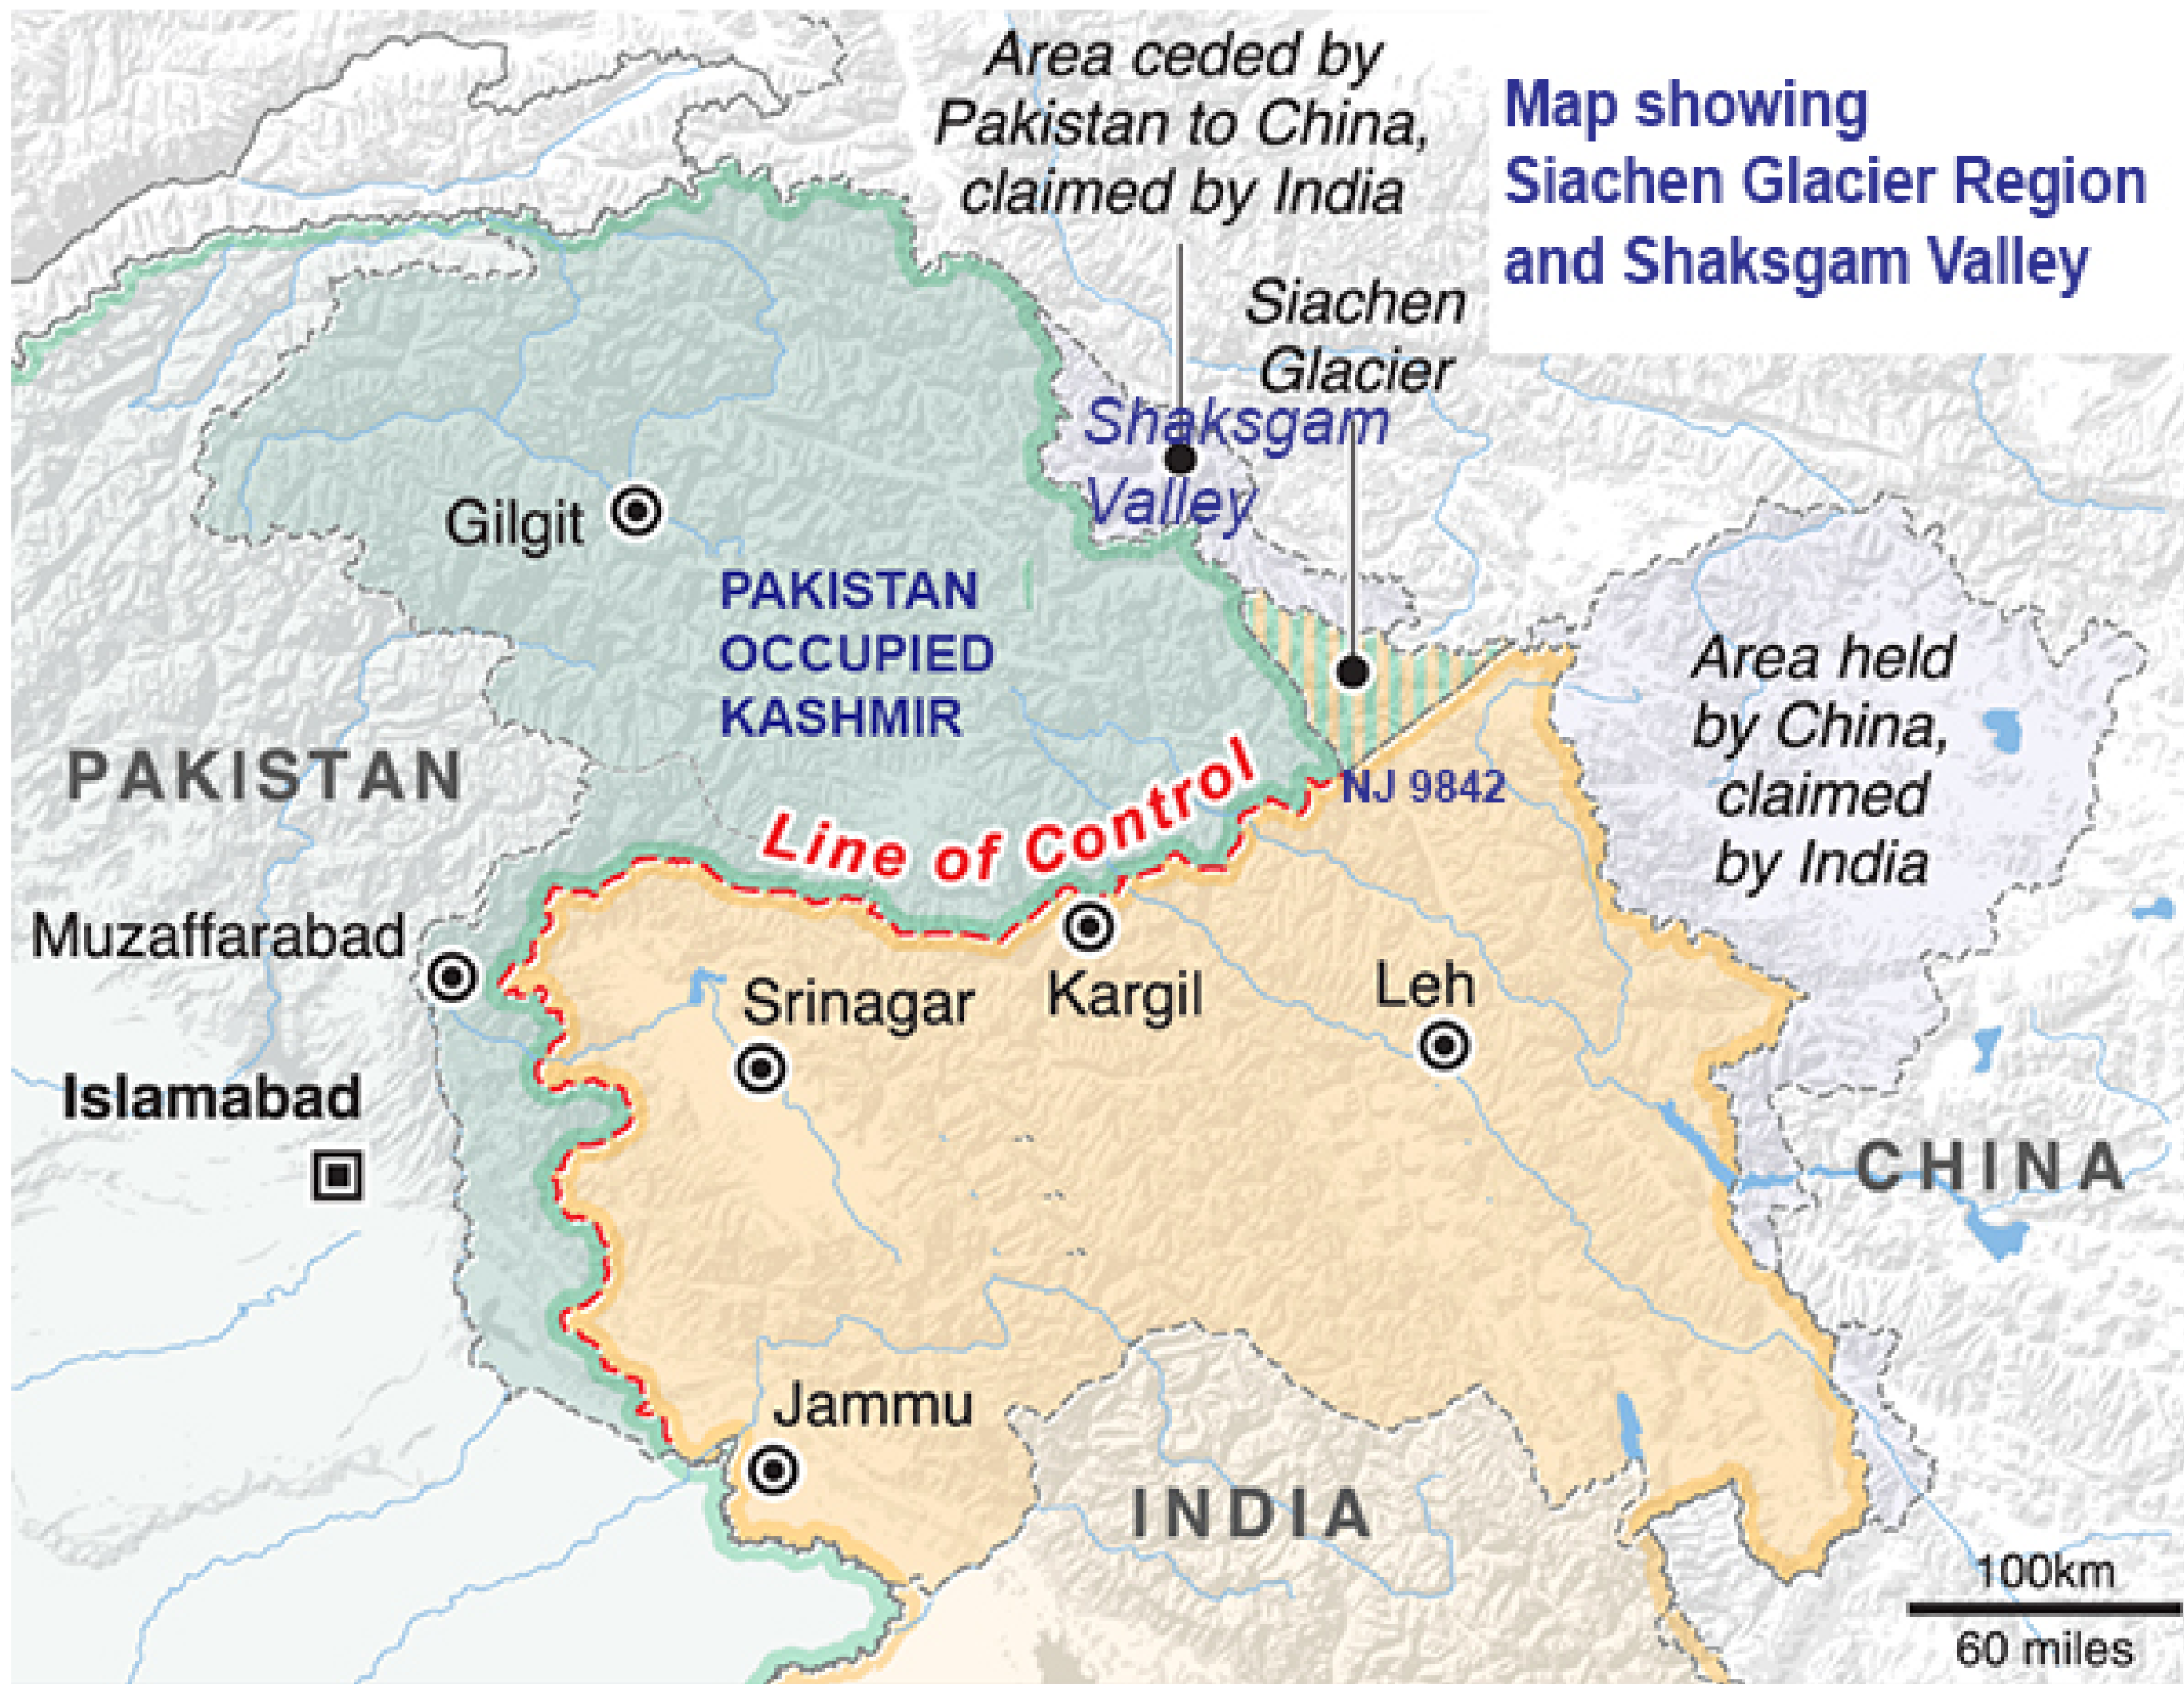 Area ceded by
Pakistan to China,
claimed by India
Map showing
Siachen Glacier Region
and Shaksgam Valley
Siachen
Glacier
Shaksgam
Valley
Gilgit
PAKISTAN
OCCUPIED
KASHMIR
Area held
by China,
claimed
by India
PAKISTAN
Line of Control
NJ 9842
Muzaffarabad
Srinagar
Kargil
Leh
Islamabad
CHINA
Jammu
INDIA
100km
60 miles